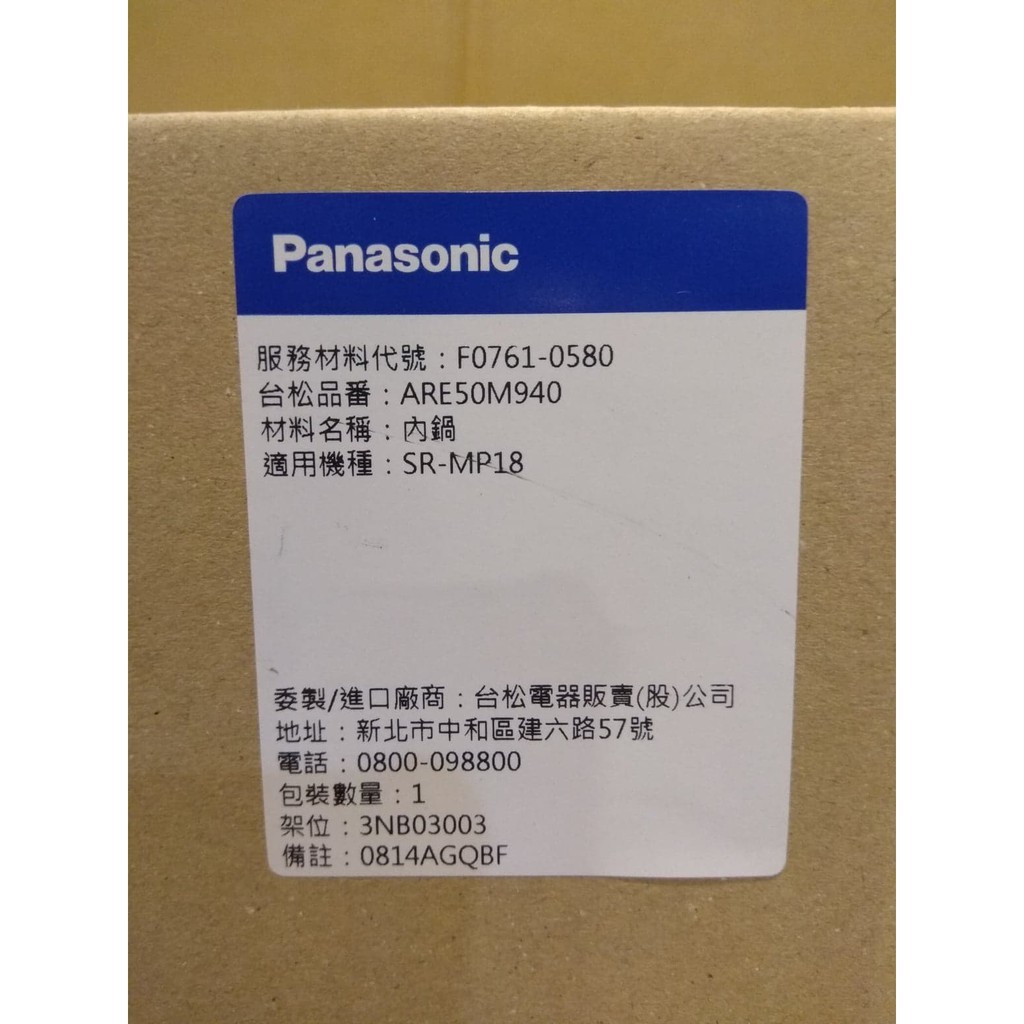 Panasonic
服務材料代號：F0761-0580
台松品番：ARE50M940
材料名稱：內鍋
適用機種：SR-MP18
委製/進口廠商：台松電器販賣(股)公司
地址：新北市中和區建六路57號
電話：0800-098800
包裝數量：1
架位：3NB03003
備註：0814AGQBF